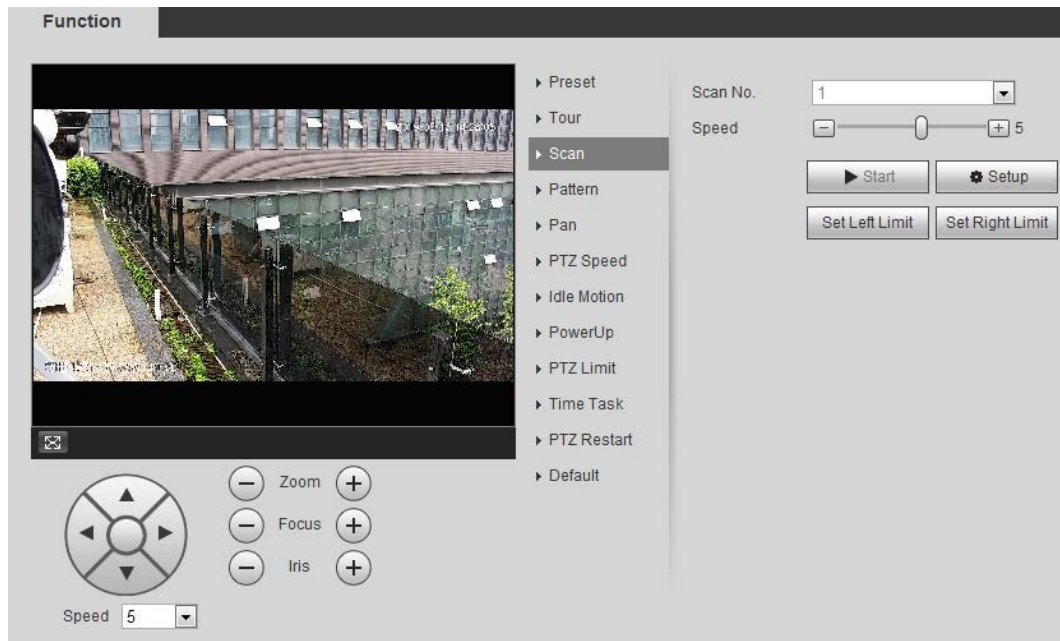 Function
Preset
Tour
Scan
Pattern
Pan
PTZ Speed
Idle Motion
PowerUp
PTZ Limit
Time Task
PTZ Restart
Default
Scan No. 1
Speed 5
Start
Setup
Set Left Limit
Set Right Limit
Zoom
Focus
Iris
Speed 5